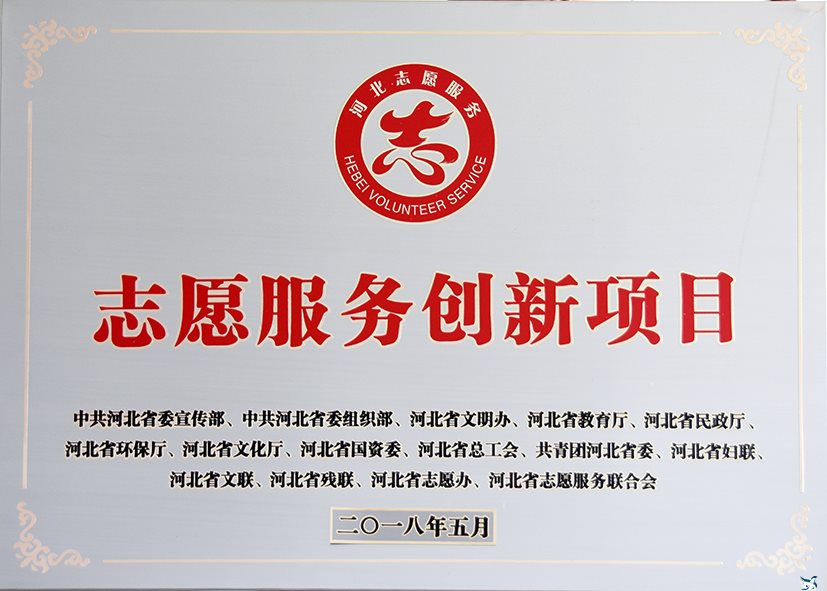 河北志愿服务
志
HEBEI VOLUNTEER SERVICE
志愿服务创新项目
中共河北省委宣传部、中共河北省委组织部、河北省文明办、河北省教育厅、河北省民政厅、
河北省环保厅、河北省文化厅、河北省国资委、河北省总工会、共青团河北省委、河北省妇联、
河北省文联、河北省残联、河北省志愿办、河北省志愿服务联合会
二〇一八年五月